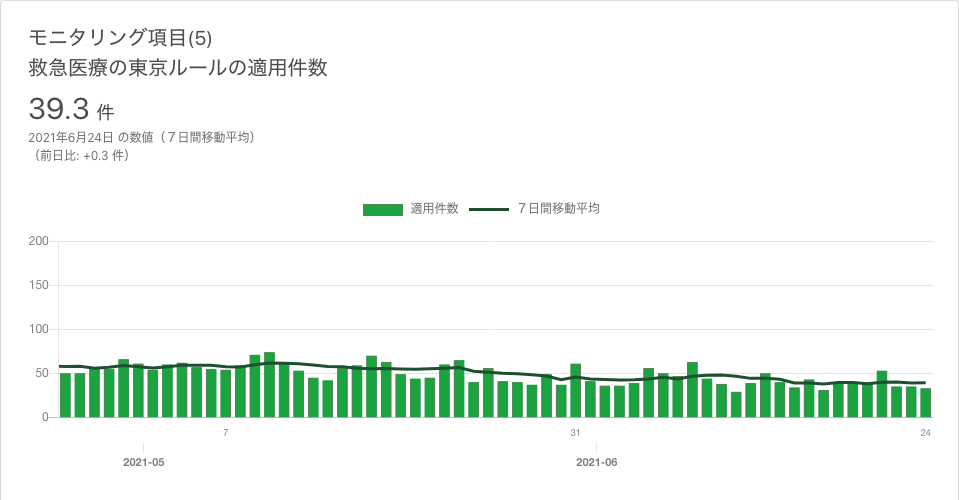 モニタリング項目(5)
救急医療の東京ルールの適用件数
39.3 件
2021年6月24日 の数値（７日間移動平均）
（前日比: +0.3 件）
適用件数 ７日間移動平均
200
150
100
50
0
7 31 24
2021-05 2021-06